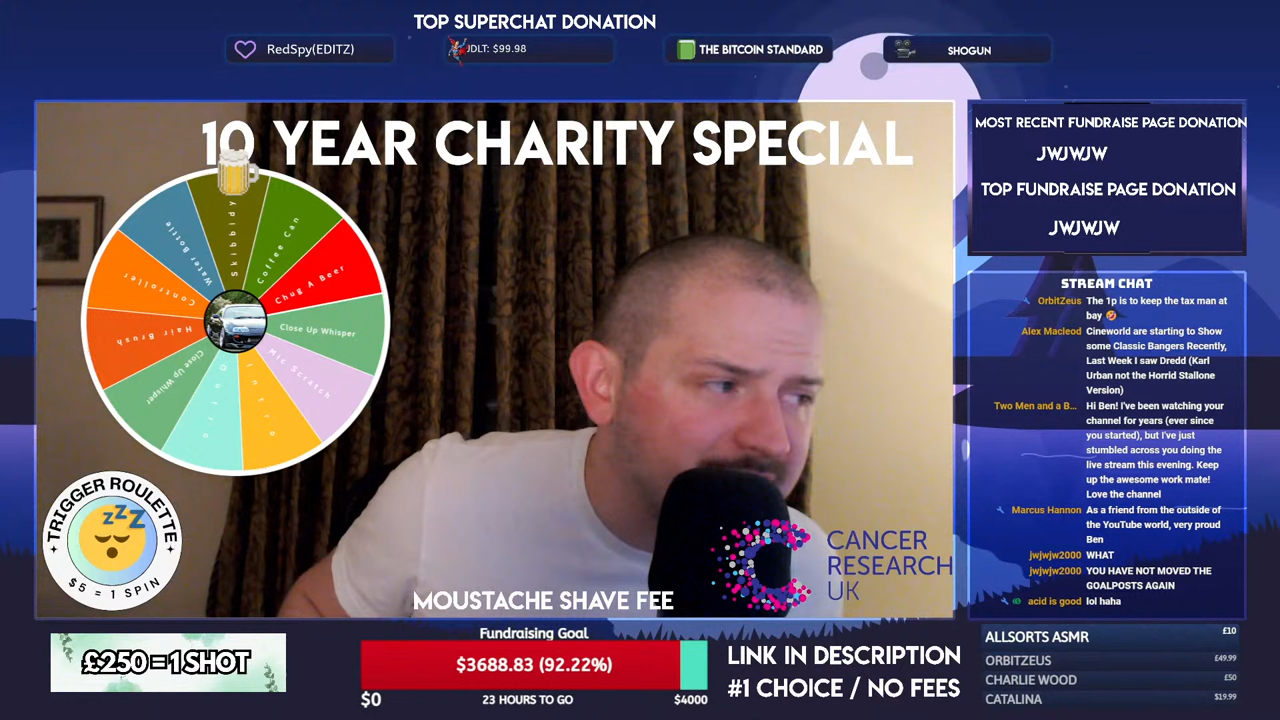 TOP SUPERCHAT DONATION
RedSpy(EDITZ)
JDLT: $99.98
THE BITCOIN STANDARD
SHOGUN
10 YEAR CHARITY SPECIAL
Skibbidy
Coffee Can
Chug A Beer
Close Up Whisper
Mic Scratch
Intro
Close Up Whisper
Hair Brush
Controller
Water Bottle
TRIGGER ROULETTE
zzz
$5 = 1 SPIN
CANCER
RESEARCH
UK
MOUSTACHE SHAVE FEE
MOST RECENT FUNDRAISE PAGE DONATION
JWJWJW
TOP FUNDRAISE PAGE DONATION
JWJWJW
STREAM CHAT
OrbitZeus The 1p is to keep the tax man at
bay 🤣
Alex Macleod Cineworld are starting to Show
some Classic Bangers Recently,
Last Week I saw Dredd (Karl
Urban not the Horrld Stallone
Version)
Two Men and a B... Hi Ben! I've been watching your
channel for years (ever since
you started), but I've just
stumbled across you doing the
live stream this evening. Keep
up the awesome work mate!
Love the channel
Marcus Hannon As a friend from the outside of
the YouTube world, very proud
Ben
jwjwjw2000 WHAT
jwjwjw2000 YOU HAVE NOT MOVED THE
GOALPOSTS AGAIN
acid is good lol haha
£250 = 1 SHOT
Fundraising Goal
$3688.83 (92.22%)
$0 23 HOURS TO GO $4000
LINK IN DESCRIPTION
#1 CHOICE / NO FEES
ALLSORTS ASMR £10
ORBITZEUS £49.99
CHARLIE WOOD £50
CATALINA $19.99